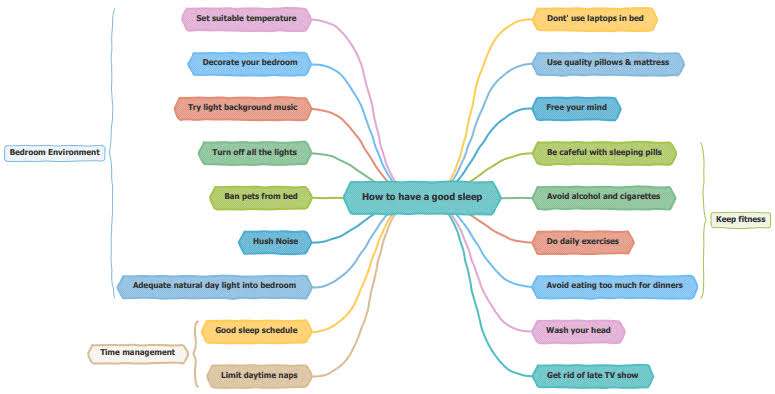 Set suitable temperature
Decorate your bedroom
Try light background music
Turn off all the lights
Bedroom Environment
Ban pets from bed
Hush Noise
Adequate natural day light into bedroom
Good sleep schedule
Time management
Limit daytime naps
How to have a good sleep
Dont' use laptops in bed
Use quality pillows & mattress
Free your mind
Be cafeful with sleeping pills
Avoid alcohol and cigarettes
Keep fitness
Do daily exercises
Avoid eating too much for dinners
Wash your head
Get rid of late TV show